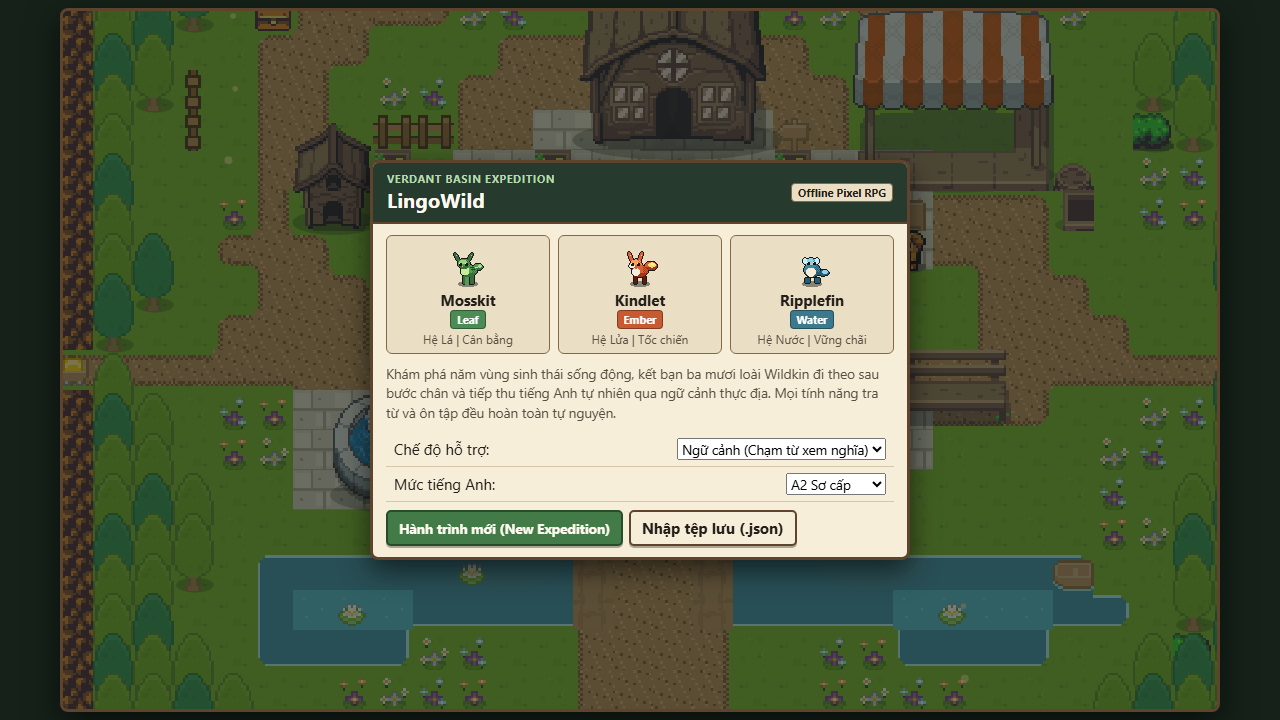 VERDANT BASIN EXPEDITION
LingoWild
Offline Pixel RPG
Mosskit
Leaf
Hệ Lá | Cân bằng
Kindlet
Ember
Hệ Lửa | Tốc chiến
Ripplefin
Water
Hệ Nước | Vững chãi
Khám phá năm vùng sinh thái sống động, kết bạn ba mươi loài Wildkin đi theo sau
bước chân và tiếp thu tiếng Anh tự nhiên qua ngữ cảnh thực địa. Mọi tính năng tra
từ và ôn tập đều hoàn toàn tự nguyện.
Chế độ hỗ trợ:
Ngữ cảnh (Chạm từ xem nghĩa)
Mức tiếng Anh:
A2 Sơ cấp
Hành trình mới (New Expedition)
Nhập tệp lưu (.json)